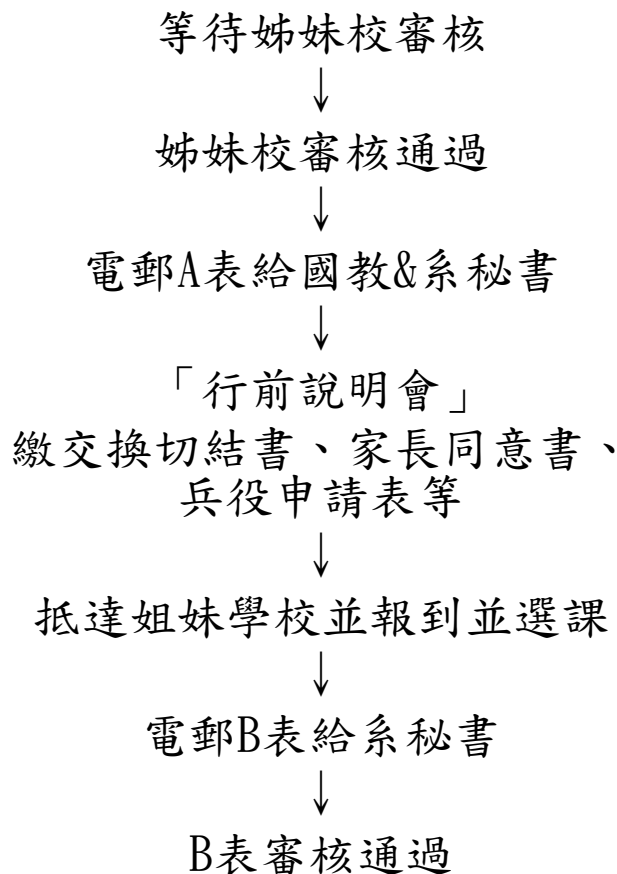 等待姊妹校審核
↓
姊妹校審核通過
↓
電郵A表給國教&系秘書
↓
「行前說明會」
繳交換切結書、家長同意書、
兵役申請表等
↓
抵達姐妹學校並報到並選課
↓
電郵B表給系秘書
↓
B表審核通過